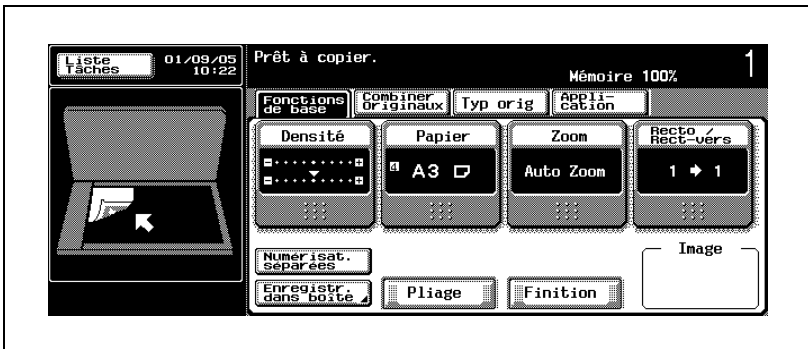 Liste
Tâches
01/09/05
10:22
Prêt à copier.
Mémoire 100%
1
Fonctions
de base
Combiner
Originaux
Typ orig
Appli-
cation
Densité
Papier
Zoom
Recto /
Rect-vers
4 A3
Auto Zoom
1 → 1
Numérisat.
séparées
Enregistr.
dans boîte
Pliage
Finition
Image